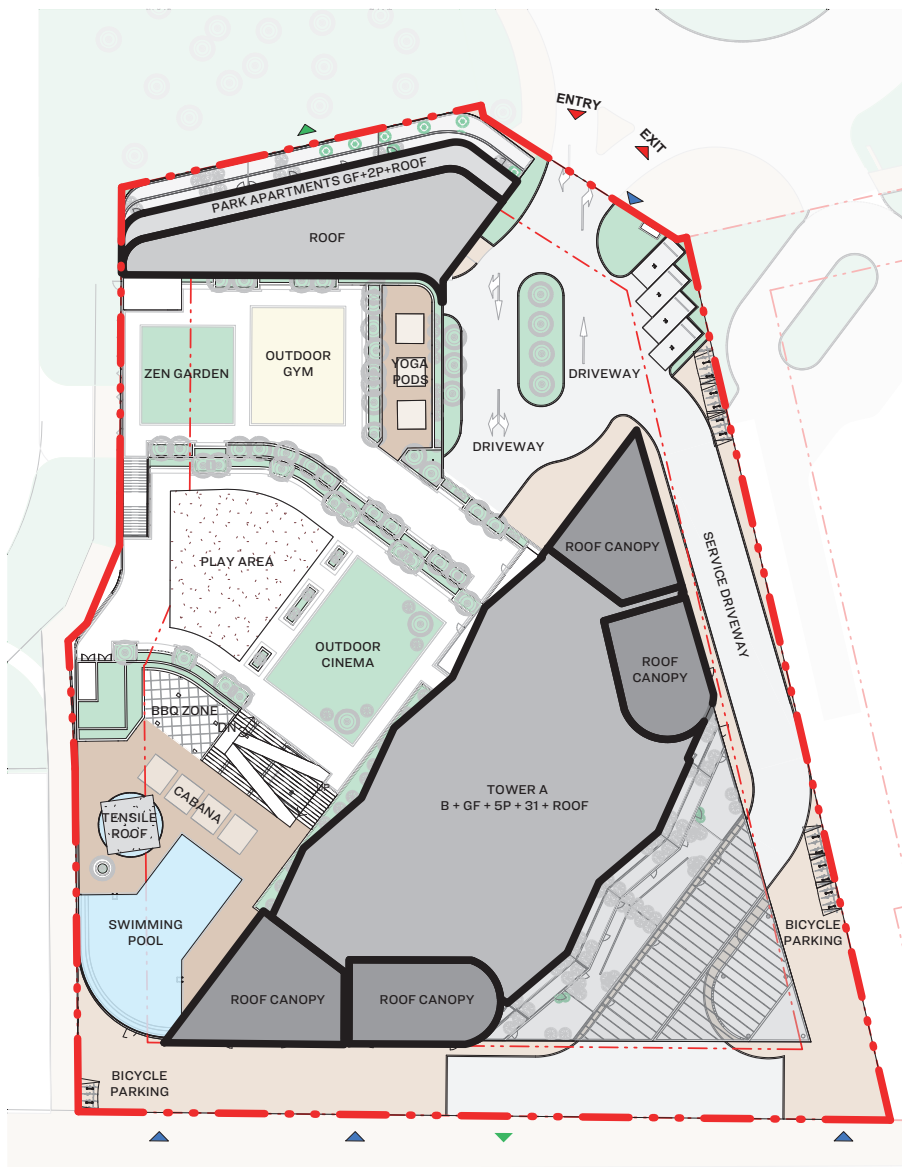 ENTRY
EXIT
PARK APARTMENTS GF+2P+ROOF
ROOF
ZEN GARDEN
OUTDOOR
GYM
YOGA
PODS
DRIVEWAY
DRIVEWAY
ROOF CANOPY
SERVICE DRIVEWAY
PLAY AREA
OUTDOOR
CINEMA
ROOF
CANOPY
BBQ ZONE
DN
UP
CABANA
TENSILE
ROOF
TOWER A
B + GF + 5P + 31 + ROOF
SWIMMING
POOL
BICYCLE
PARKING
ROOF CANOPY
ROOF CANOPY
BICYCLE
PARKING